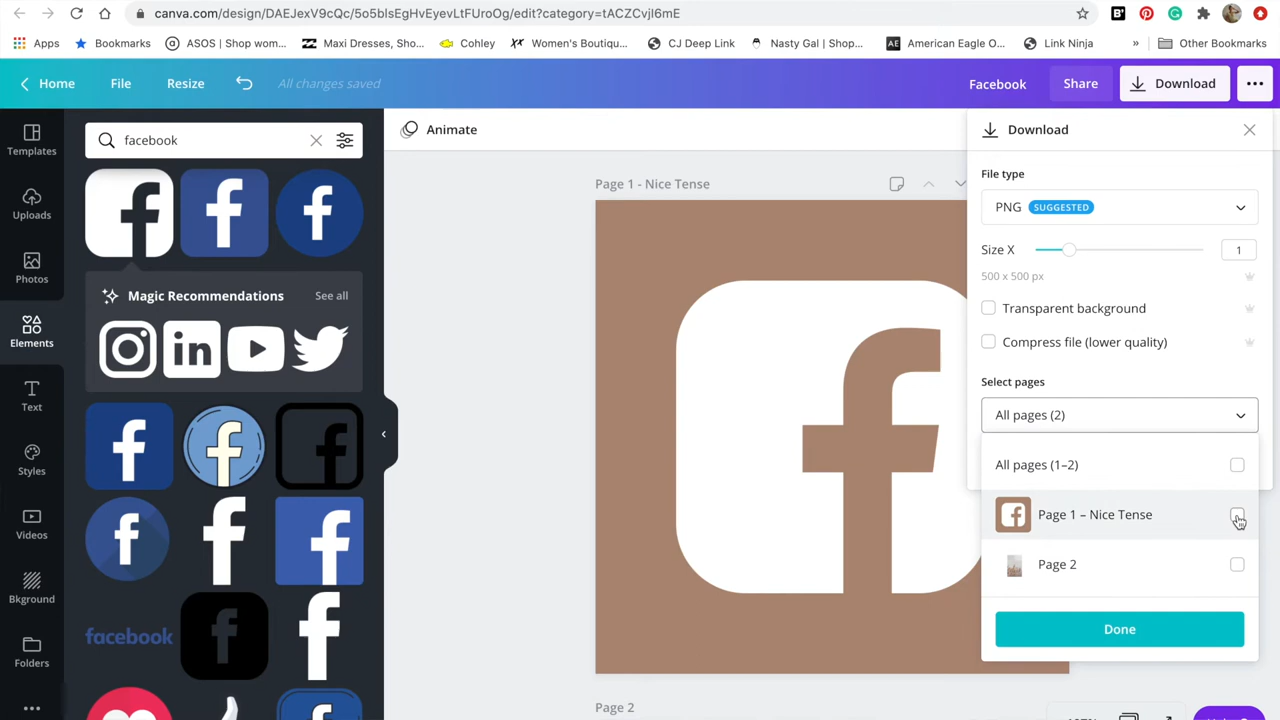 canva.com/design/DAEJexV9cQc/5o5blsEgHvEyevLtFUroOg/edit?category=tACZCvjI6mE
Apps
Bookmarks
ASOS | Shop wom...
Maxi Dresses, Sho...
Cohley
Women's Boutiqu...
CJ Deep Link
Nasty Gal | Shop...
American Eagle O...
Link Ninja
»
Other Bookmarks
Home
File
Resize
All changes saved
Facebook
Share
Download
Templates
Uploads
Photos
Elements
Text
Styles
Videos
Bkground
Folders
facebook
Magic Recommendations
See all
facebook
Animate
Page 1 - Nice Tense
Page 2
Download
File type
PNG SUGGESTED
Size X
1
500 x 500 px
Transparent background
Compress file (lower quality)
Select pages
All pages (2)
All pages (1–2)
Page 1 – Nice Tense
Page 2
Done